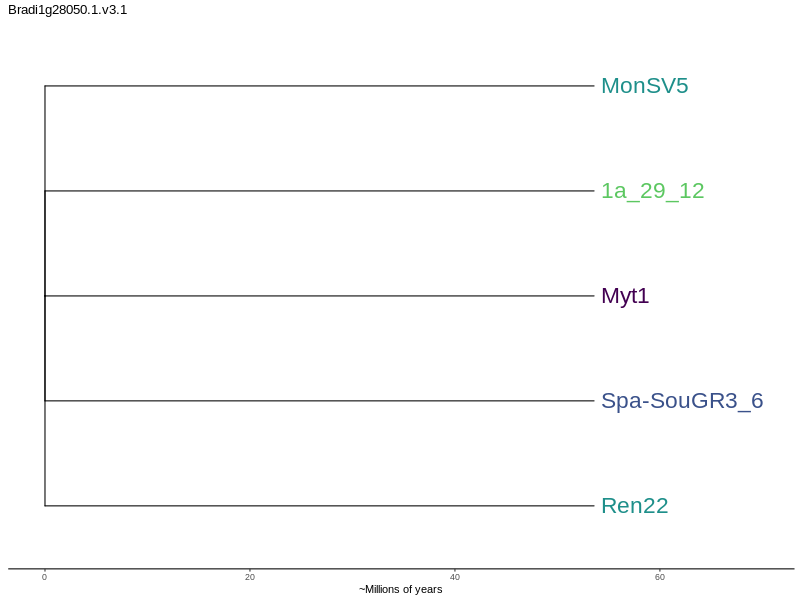 Bradi1g28050.1.v3.1
MonSV5
1a_29_12
Myt1
Spa-SouGR3_6
Ren22
0 20 40 60
~Millions of years